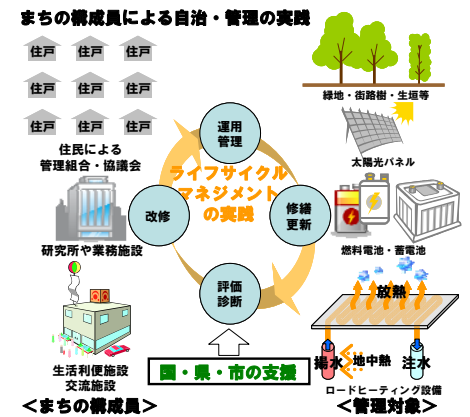 まちの構成員による自治・管理の実践
住戸 住戸 住戸
住戸 住戸 住戸
住戸 住戸 住戸
住民による
管理組合・協議会
研究所や業務施設
生活利便施設
交流施設
<まちの構成員>
運用
管理
ライフサイクル
マネジメント
の実践
改修
修繕
更新
評価
診断
国・県・市の支援
緑地・街路樹・生垣等
太陽光パネル
燃料電池・蓄電池
放熱
揚水
地中熱
注水
ロードヒーティング設備
<管理対象>